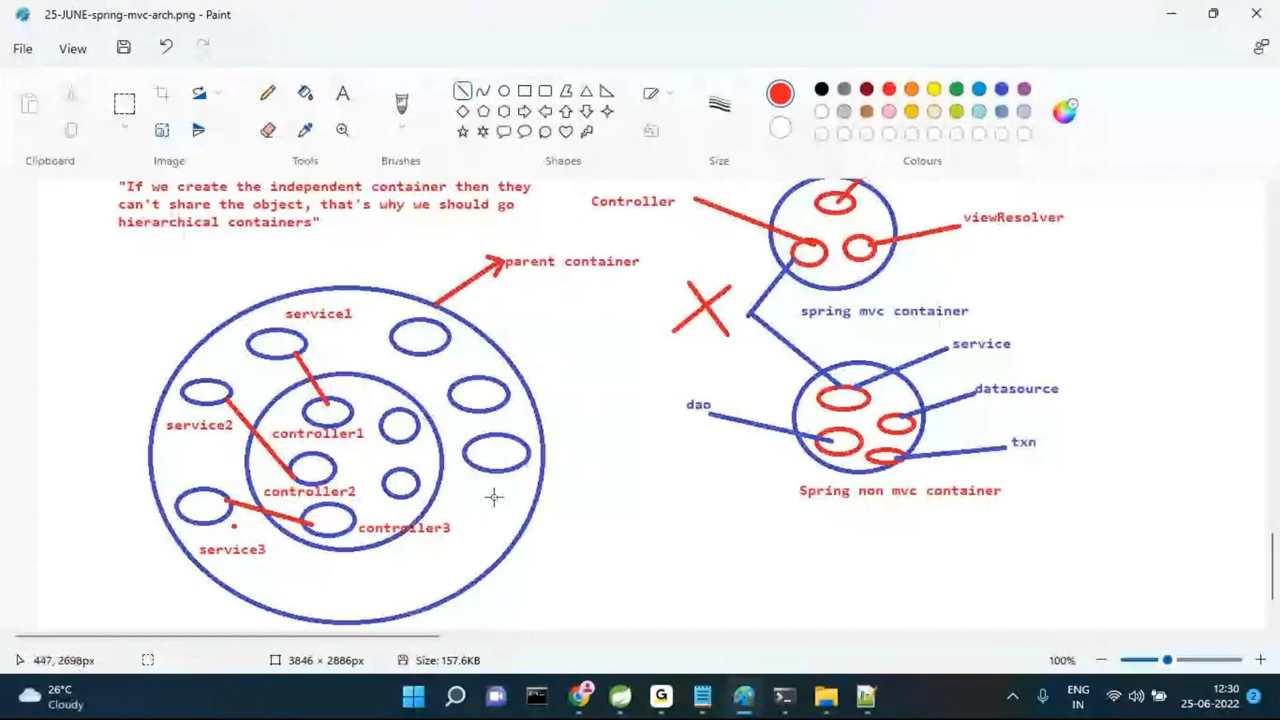 25-JUNE-spring-mvc-arch.png - Paint
File View
Clipboard
Image
Tools
Brushes
Shapes
Size
Colours
"If we create the independent container then they
can't share the object, that's why we should go
hierarchical containers"
parent container
service1
service2
controller1
controller2
controller3
service3
Controller
viewResolver
spring mvc container
service
datasource
dao
txn
Spring non mvc container
447, 2698px
3846 × 2886px
Size: 157.6KB
100%
26°C
Cloudy
ENG
IN
12:30
25-06-2022
2